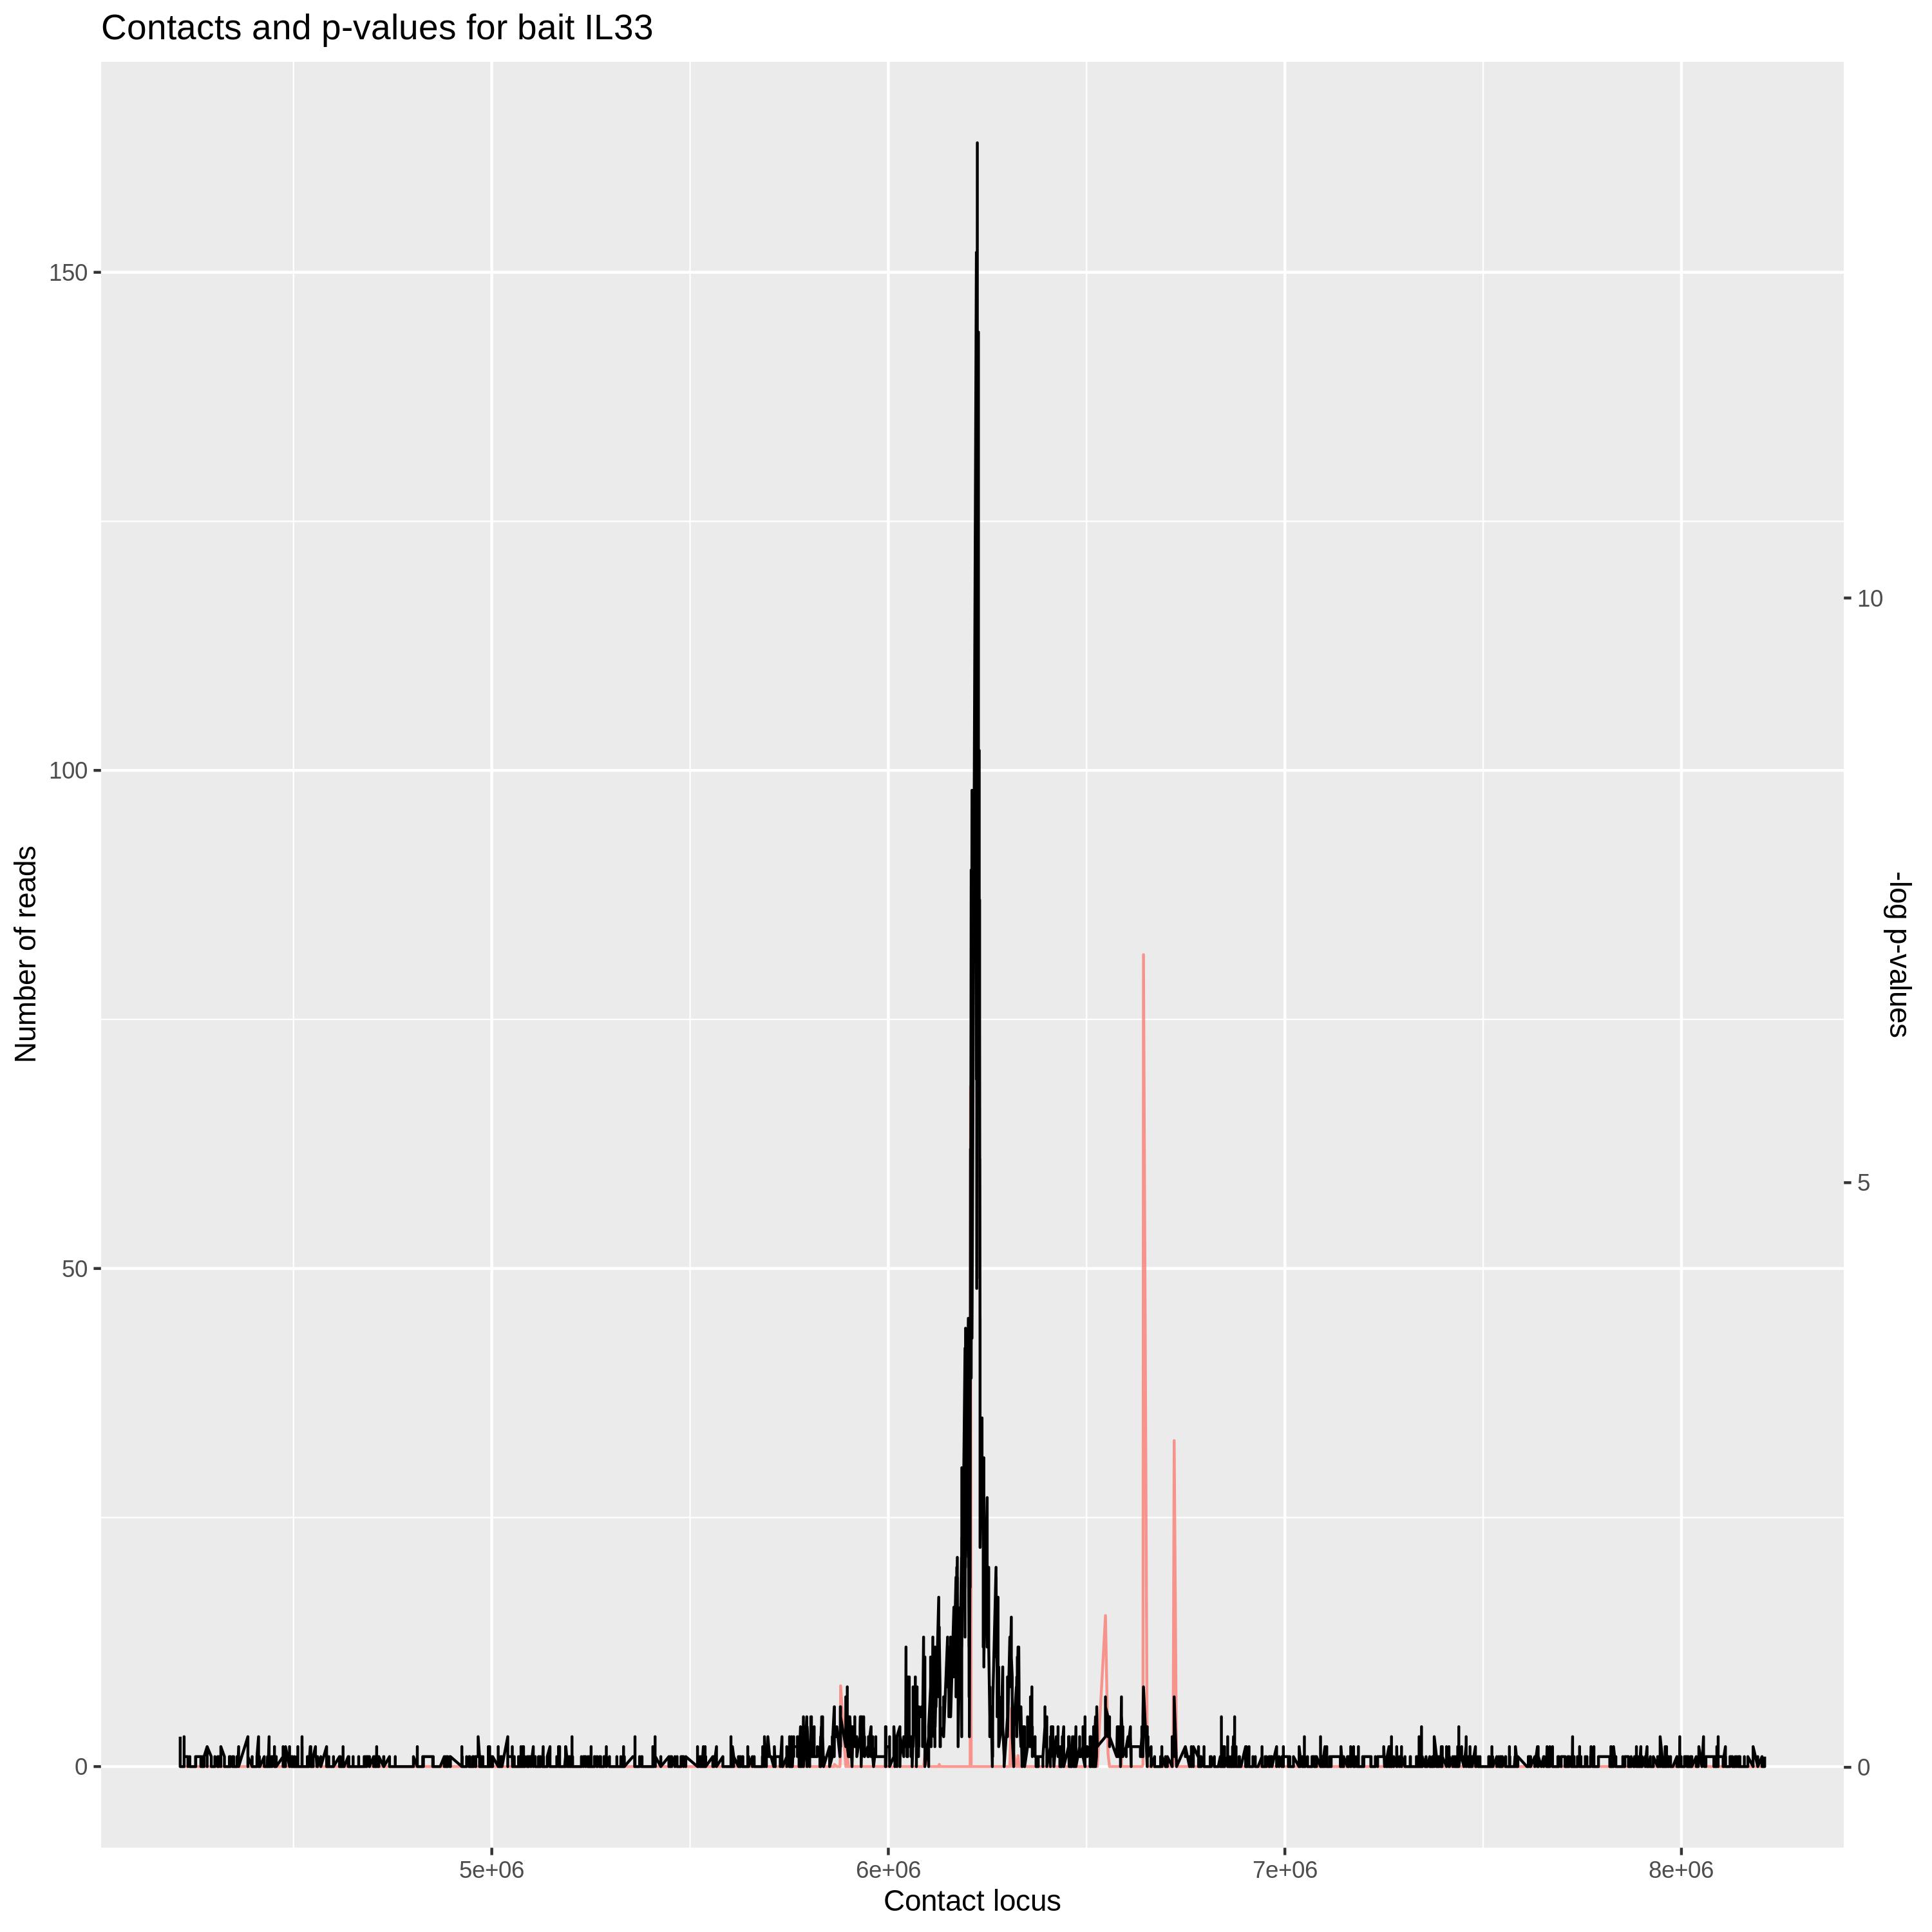 Contacts and p-values for bait IL33
150
100
50
0
Number of reads
10
5
0
-log p-values
5e+06
6e+06
7e+06
8e+06
Contact locus